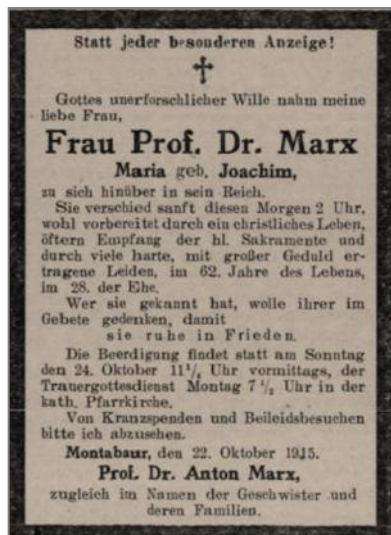 Statt jeder besonderen Anzeige!
✝
Gottes unerforschlicher Wille nahm meine
liebe Frau,
Frau Prof. Dr. Marx
Maria geb. Joachim,
zu sich hinüber in sein Reich.
Sie verschied sanft diesen Morgen 2 Uhr,
wohl vorbereitet durch ein christliches Leben,
öftern Empfang der hl. Sakramente und
durch viele harte, mit großer Geduld er-
tragene Leiden, im 62. Jahre des Lebens,
im 28. der Ehe.
Wer sie gekannt hat, wolle ihrer im
Gebete gedenken, damit
sie ruhe in Frieden.
Die Beerdigung findet statt am Sonntag
den 24. Oktober 11¼ Uhr vormittags, der
Trauergottesdienst Montag 7½ Uhr in der
kath. Pfarrkirche.
Von Kranzspenden und Beileidsbesuchen
bitte ich abzusehen.
Montabaur, den 22. Oktober 1915.
Prof. Dr. Anton Marx,
zugleich im Namen der Geschwister und
deren Familien.